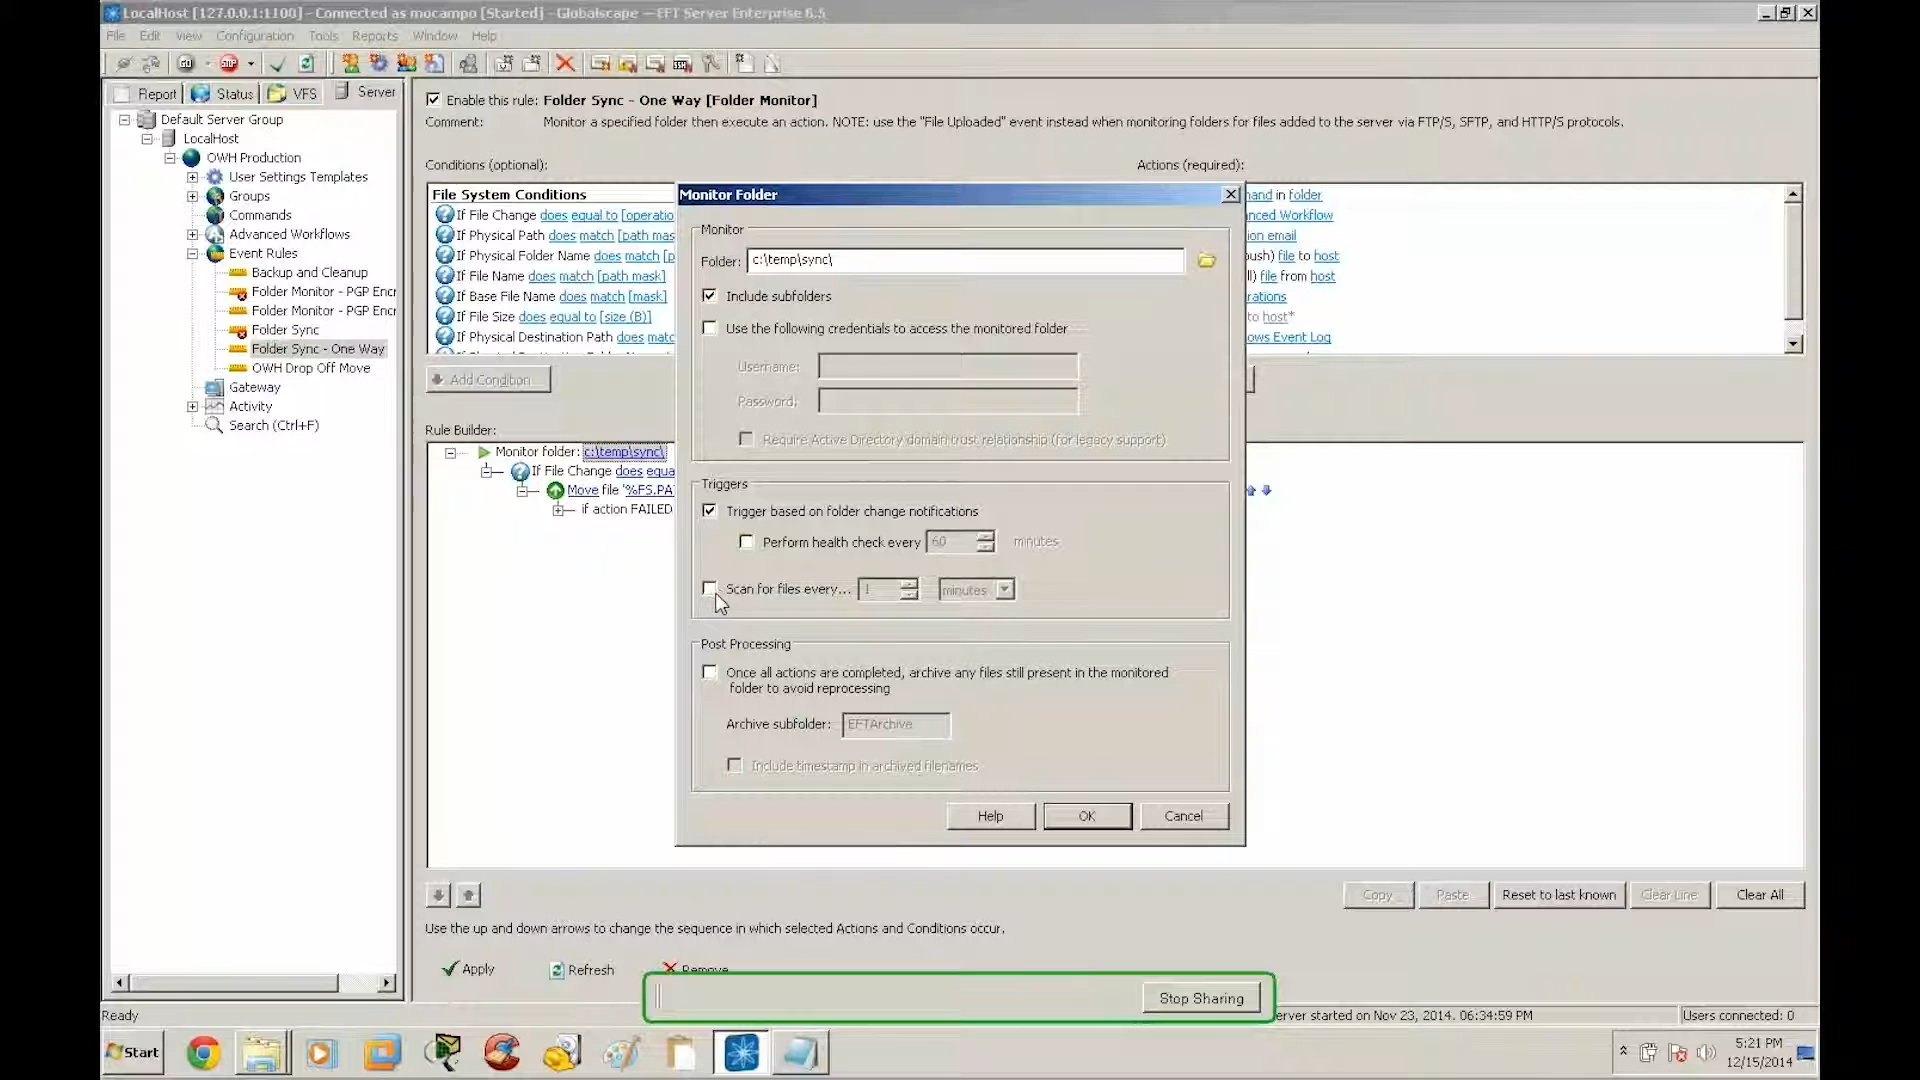 LocalHost [127.0.0.1:1100] - Connected as mocampo [Started] - Globalscape - EFT Server Enterprise 6.5
File Edit View Configuration Tools Reports Window Help
GO STOP
SSH
Report Status VFS Server
Default Server Group
LocalHost
OWH Production
User Settings Templates
Groups
Commands
Advanced Workflows
Event Rules
Backup and Cleanup
Folder Monitor - PGP Encr
Folder Monitor - PGP Encr
Folder Sync
Folder Sync - One Way
OWH Drop Off Move
Gateway
Activity
Search (Ctrl+F)
Enable this rule: Folder Sync - One Way [Folder Monitor]
Comment: Monitor a specified folder then execute an action. NOTE: use the "File Uploaded" event instead when monitoring folders for files added to the server via FTP/S, SFTP, and HTTP/S protocols.
Conditions (optional):
File System Conditions
If File Change does equal to [operatio
If Physical Path does match [path mas
If Physical Folder Name does match [p
If File Name does match [path mask]
If Base File Name does match [mask]
If File Size does equal to [size (B)]
If Physical Destination Path does matc
Add Condition
Actions (required):
and in folder
nced Workflow
ion email
ush) file to host
ll) file from host
rations
to host*
ows Event Log
Rule Builder:
Monitor folder: c:\temp\sync\
If File Change does equa
Move file '%FS.PA
if action FAILED
Monitor Folder
Monitor
Folder: c:\temp\sync\
Include subfolders
Use the following credentials to access the monitored folder
Username:
Password:
Require Active Directory domain trust relationship (for legacy support)
Triggers
Trigger based on folder change notifications
Perform health check every 60 minutes
Scan for files every... 1 minutes
Post Processing
Once all actions are completed, archive any files still present in the monitored
folder to avoid reprocessing
Archive subfolder: EFTArchive
Include timestamp in archived filenames
Help OK Cancel
Copy Paste Reset to last known Clear Line Clear All
Use the up and down arrows to change the sequence in which selected Actions and Conditions occur.
Apply Refresh Remove
Stop Sharing
Ready
erver started on Nov 23, 2014. 06:34:59 PM
Users connected: 0
Start
5:21 PM
12/15/2014